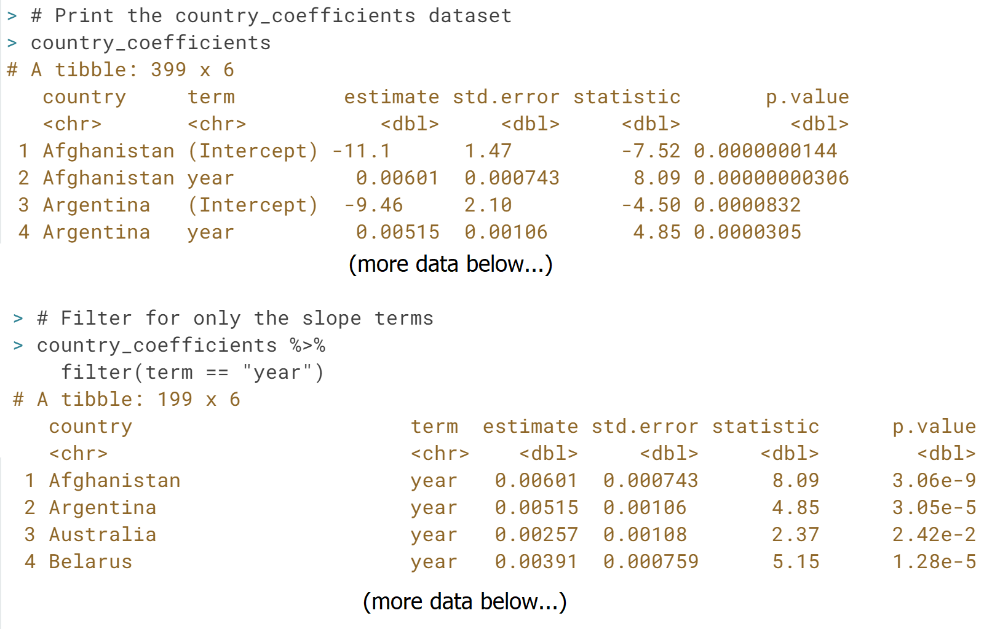 > # Print the country_coefficients dataset
> country_coefficients
# A tibble: 399 x 6
country term estimate std.error statistic p.value
<chr> <chr> <dbl> <dbl> <dbl> <dbl>
1 Afghanistan (Intercept) -11.1 1.47 -7.52 0.0000000144
2 Afghanistan year 0.00601 0.000743 8.09 0.00000000306
3 Argentina (Intercept) -9.46 2.10 -4.50 0.0000832
4 Argentina year 0.00515 0.00106 4.85 0.0000305
(more data below...)
> # Filter for only the slope terms
> country_coefficients %>%
filter(term == "year")
# A tibble: 199 x 6
country term estimate std.error statistic p.value
<chr> <chr> <dbl> <dbl> <dbl> <dbl>
1 Afghanistan year 0.00601 0.000743 8.09 3.06e-9
2 Argentina year 0.00515 0.00106 4.85 3.05e-5
3 Australia year 0.00257 0.00108 2.37 2.42e-2
4 Belarus year 0.00391 0.000759 5.15 1.28e-5
(more data below...)